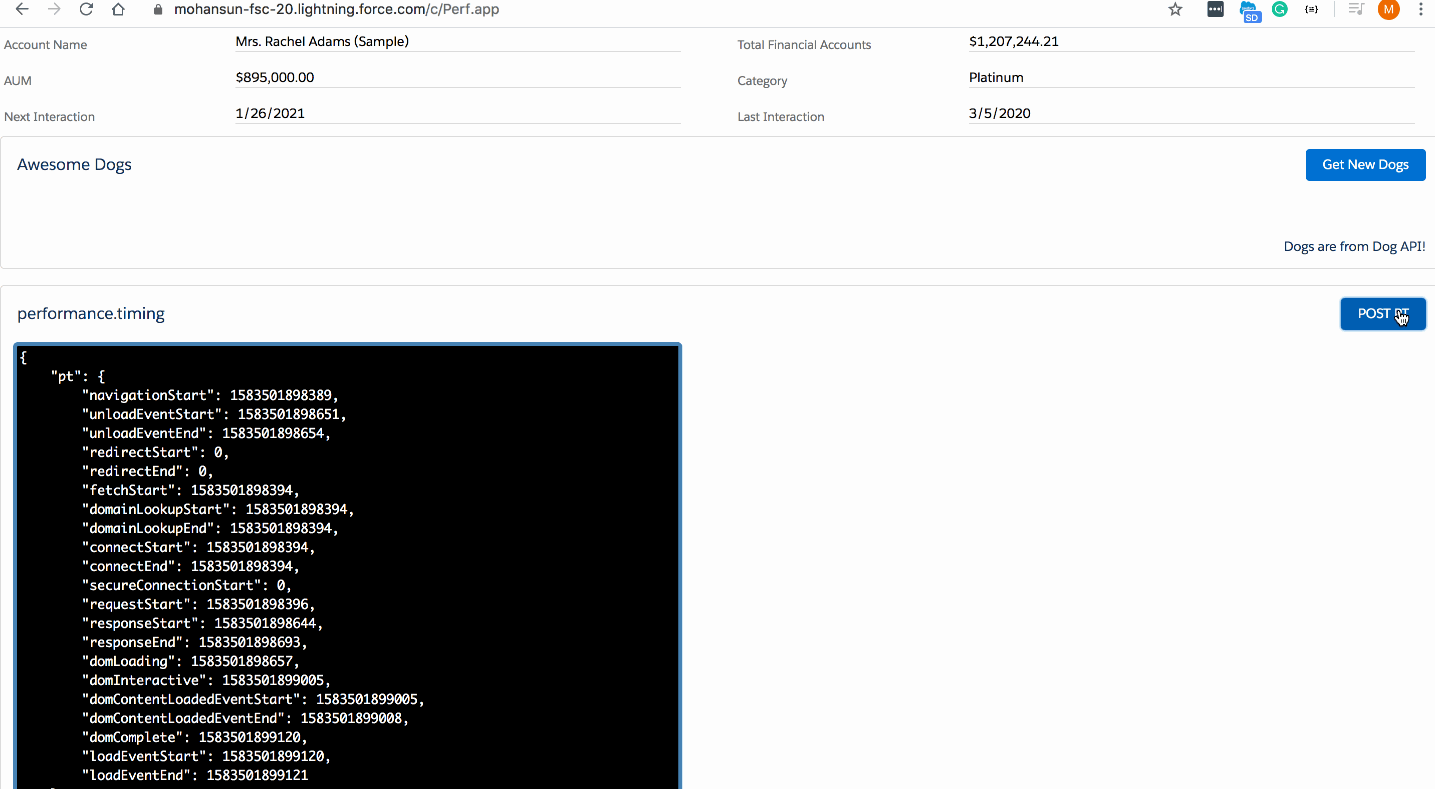 mohansun-fsc-20.lightning.force.com/c/Perf.app
SD
{=}
M
Account Name
Mrs. Rachel Adams (Sample)
Total Financial Accounts
$1,207,244.21
AUM
$895,000.00
Category
Platinum
Next Interaction
1/26/2021
Last Interaction
3/5/2020
Awesome Dogs
Get New Dogs
Dogs are from Dog API!
performance.timing
POST
{
"pt": {
"navigationStart": 1583501898389,
"unloadEventStart": 1583501898651,
"unloadEventEnd": 1583501898654,
"redirectStart": 0,
"redirectEnd": 0,
"fetchStart": 1583501898394,
"domainLookupStart": 1583501898394,
"domainLookupEnd": 1583501898394,
"connectStart": 1583501898394,
"connectEnd": 1583501898394,
"secureConnectionStart": 0,
"requestStart": 1583501898396,
"responseStart": 1583501898644,
"responseEnd": 1583501898693,
"domLoading": 1583501898657,
"domInteractive": 1583501899005,
"domContentLoadedEventStart": 1583501899005,
"domContentLoadedEventEnd": 1583501899008,
"domComplete": 1583501899120,
"loadEventStart": 1583501899120,
"loadEventEnd": 1583501899121